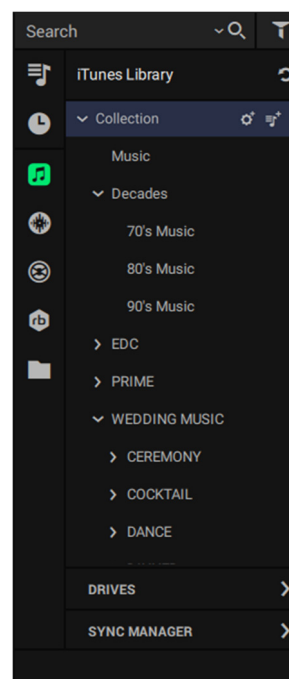 Search
iTunes Library
Collection
Music
Decades
70's Music
80's Music
90's Music
EDC
PRIME
WEDDING MUSIC
CEREMONY
COCKTAIL
DANCE
DRIVES
SYNC MANAGER
rb